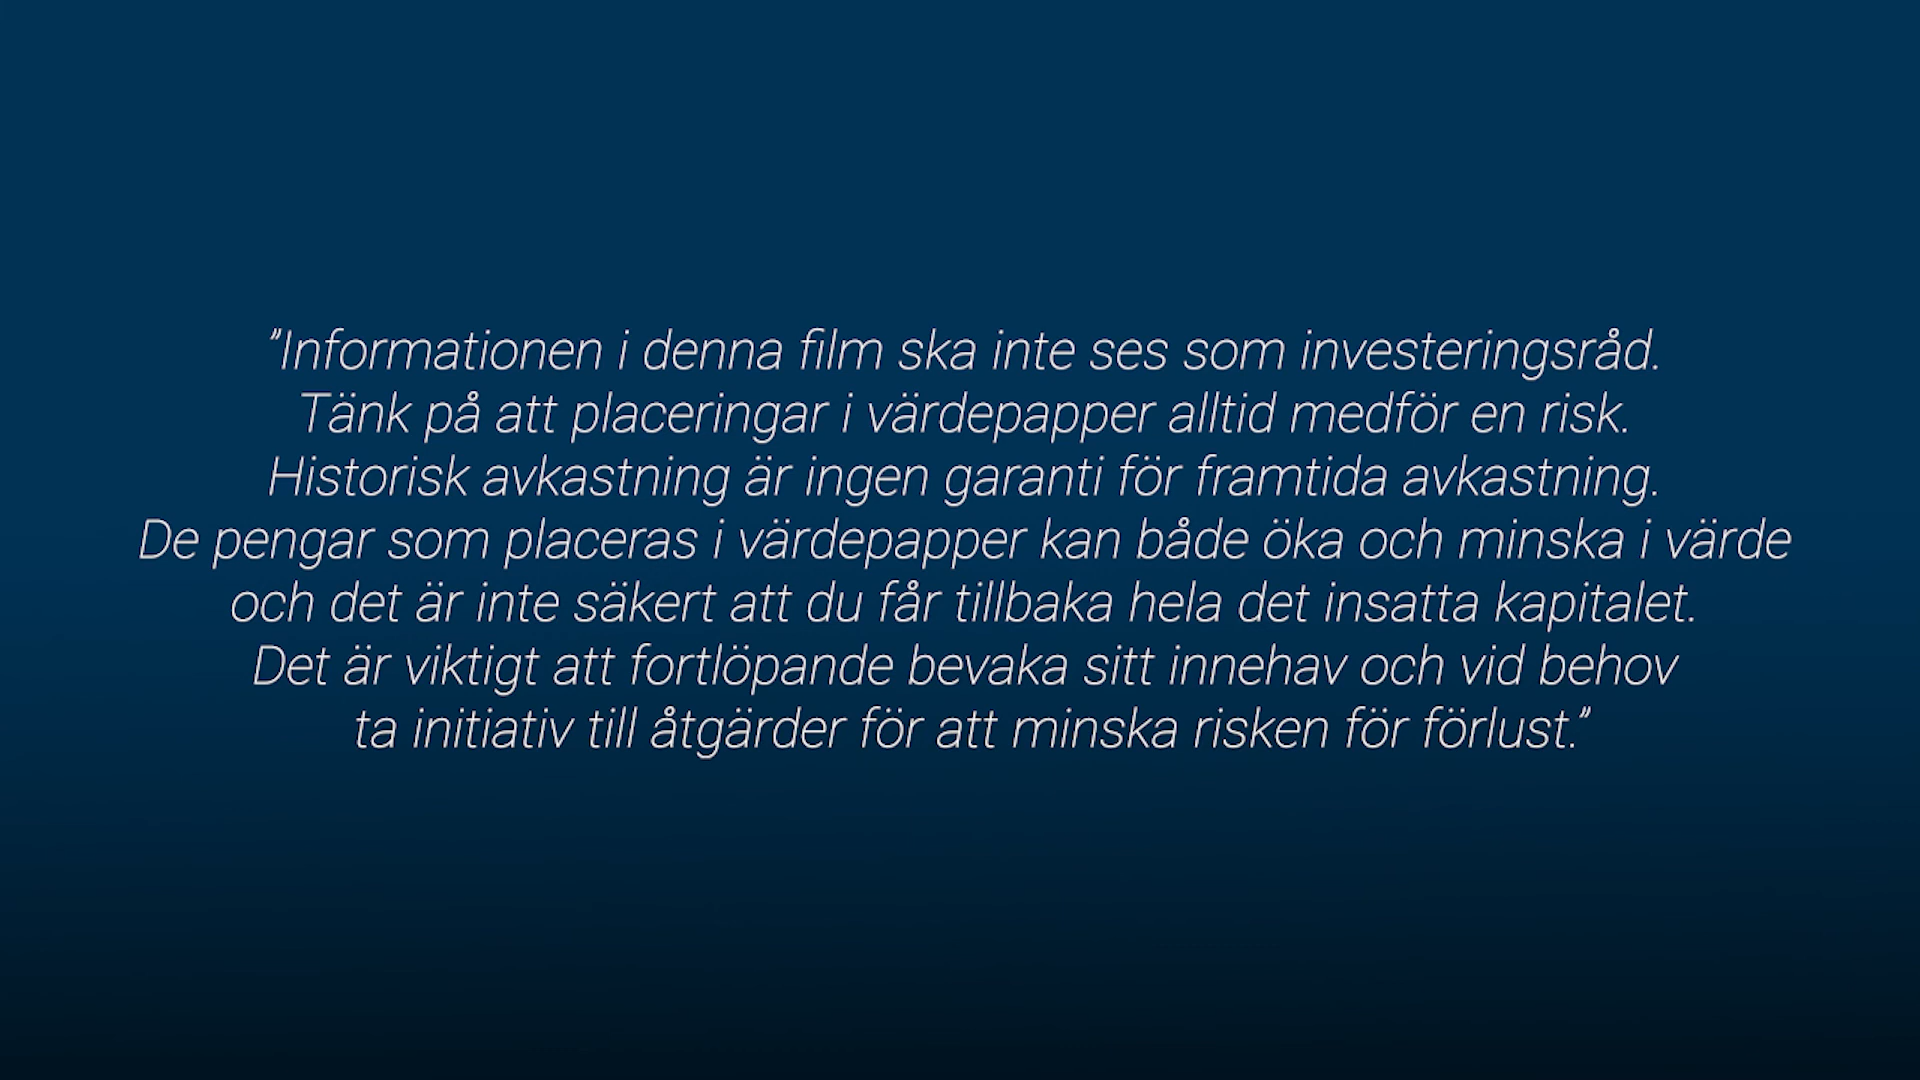 ”Informationen i denna film ska inte ses som investeringsråd.
Tänk på att placeringar i värdepapper alltid medför en risk.
Historisk avkastning är ingen garanti för framtida avkastning.
De pengar som placeras i värdepapper kan både öka och minska i värde
och det är inte säkert att du får tillbaka hela det insatta kapitalet.
Det är viktigt att fortlöpande bevaka sitt innehav och vid behov
ta initiativ till åtgärder för att minska risken för förlust.”